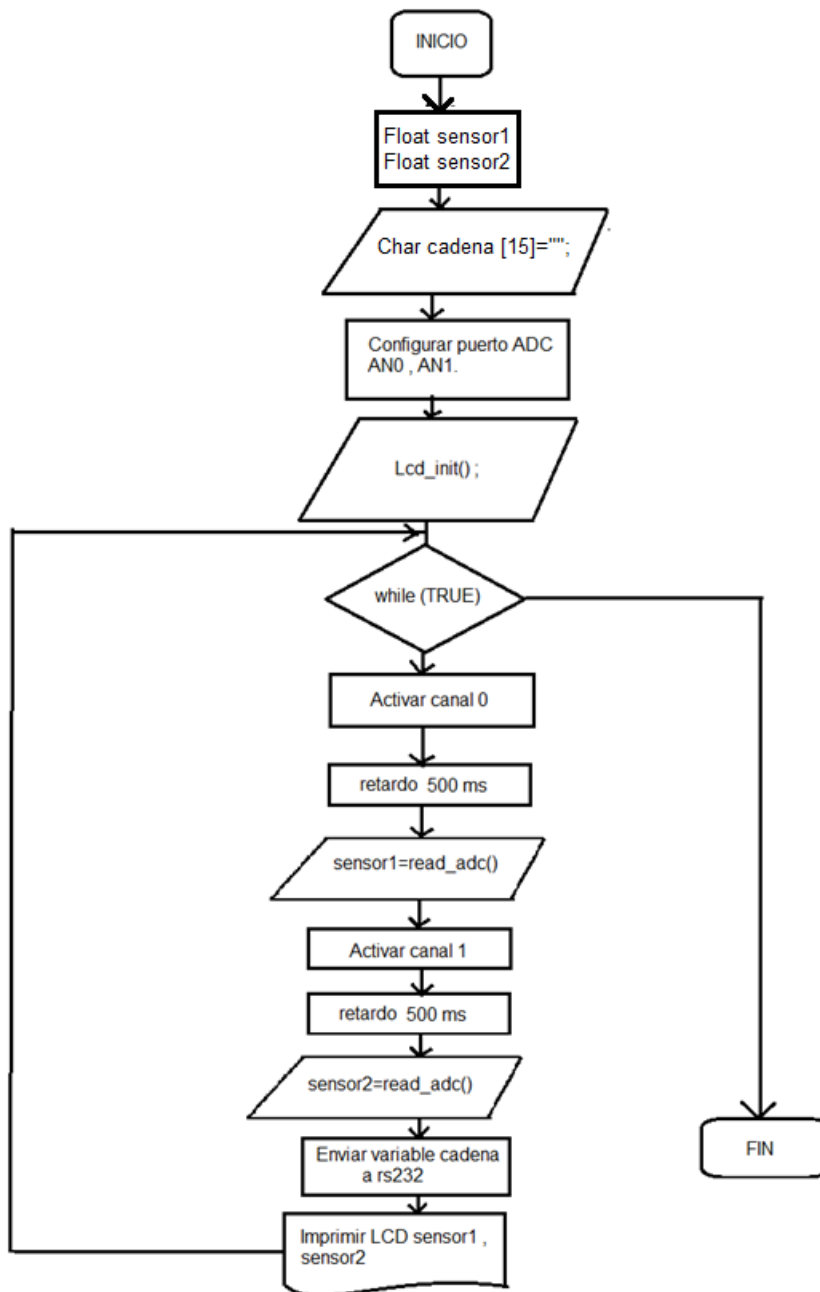 INICIO
Float sensor1
Float sensor2
Char cadena [15]="";
Configurar puerto ADC
AN0 , AN1.
Lcd_init() ;
while (TRUE)
Activar canal 0
retardo 500 ms
sensor1=read_adc()
Activar canal 1
retardo 500 ms
sensor2=read_adc()
Enviar variable cadena
a rs232
Imprimir LCD sensor1 ,
sensor2
FIN